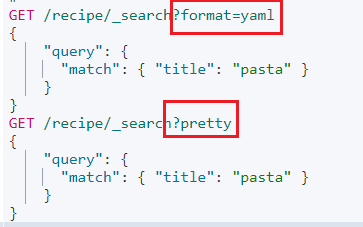 GET /recipe/_search?format=yaml
{
"query": {
"match": { "title": "pasta" }
}
}
GET /recipe/_search?pretty
{
"query": {
"match": { "title": "pasta" }
}
}